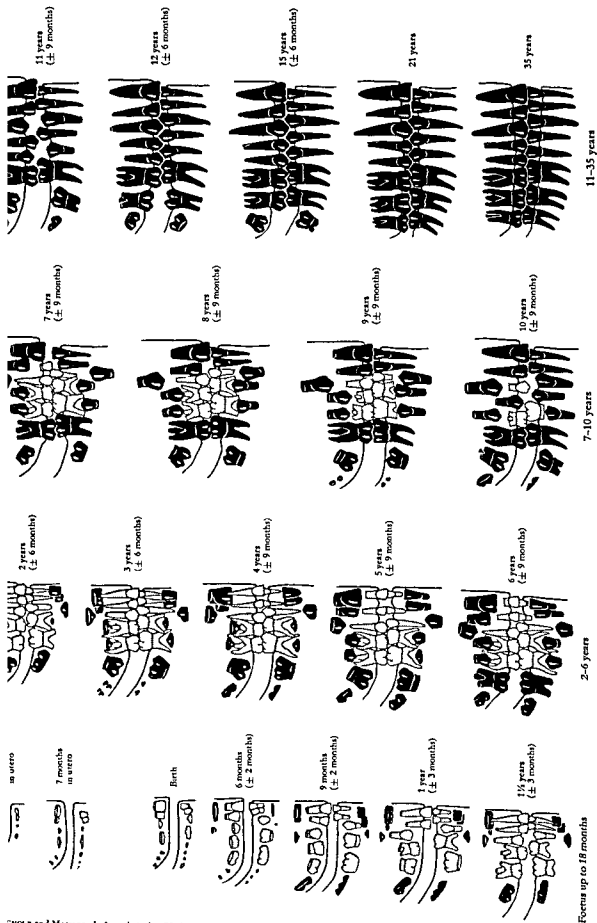 in utero
7 months
in utero
Birth
6 months
(± 2 months)
9 months
(± 2 months)
1 year
(± 3 months)
1½ years
(± 3 months)
Foetus up to 18 months
2 years
(± 6 months)
3 years
(± 6 months)
4 years
(± 9 months)
5 years
(± 9 months)
6 years
(± 9 months)
2–6 years
7 years
(± 9 months)
8 years
(± 9 months)
9 years
(± 9 months)
10 years
(± 9 months)
7–10 years
11 years
(± 9 months)
12 years
(± 6 months)
15 years
(± 6 months)
21 years
35 years
11–35 years